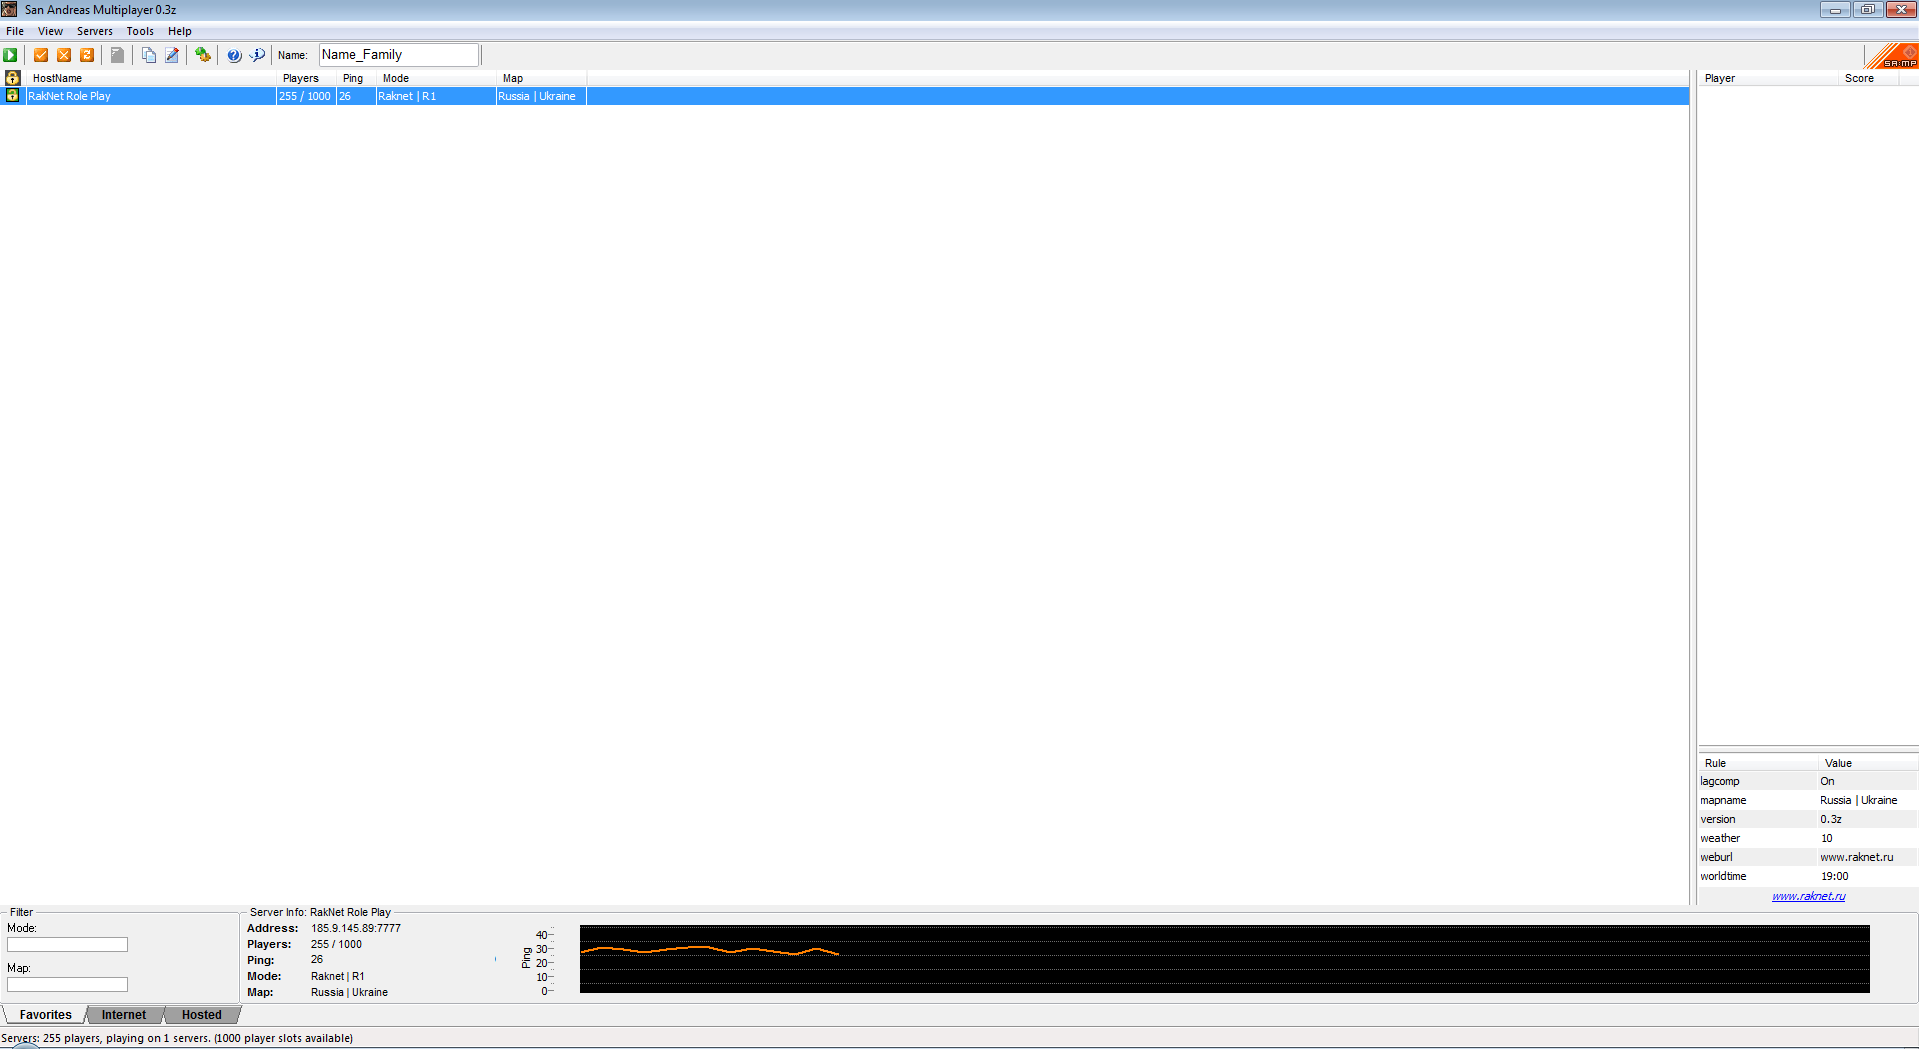 San Andreas Multiplayer 0.3z
File View Servers Tools Help
Name: Name_Family
SA:MP
HostName Players Ping Mode Map
RakNet Role Play 255 / 1000 26 Raknet | R1 Russia | Ukraine
Player Score
Rule Value
lagcomp On
mapname Russia | Ukraine
version 0.3z
weather 10
weburl www.raknet.ru
worldtime 19:00
www.raknet.ru
Filter
Mode:
Map:
Server Info: RakNet Role Play
Address: 185.9.145.89:7777
Players: 255 / 1000
Ping: 26
Mode: Raknet | R1
Map: Russia | Ukraine
Ping
40
30
20
10
0
Favorites Internet Hosted
Servers: 255 players, playing on 1 servers. (1000 player slots available)